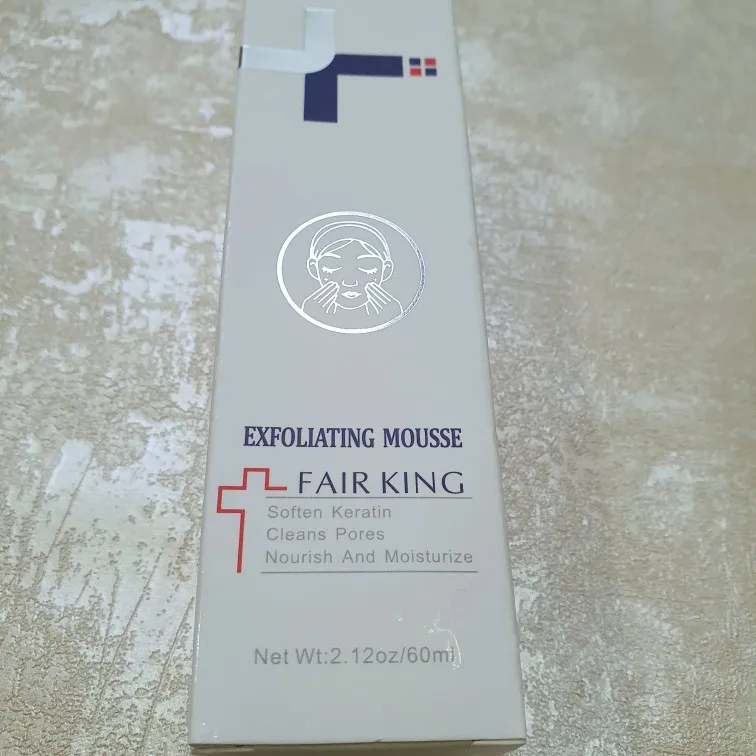 EXFOLIATING MOUSSE
FAIR KING
Soften Keratin
Cleans Pores
Nourish And Moisturize
Net Wt:2.12oz/60ml